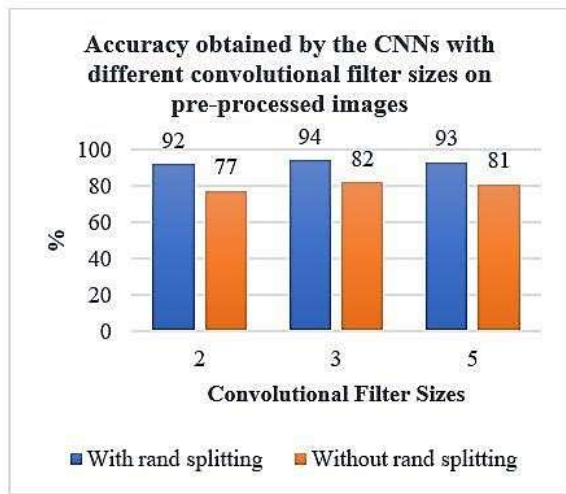 Accuracy obtained by the CNNs with
different convolutional filter sizes on
pre-processed images
92 77 94 82 93 81
100
80
60
40
20
0
%
2 3 5
Convolutional Filter Sizes
With rand splitting Without rand splitting